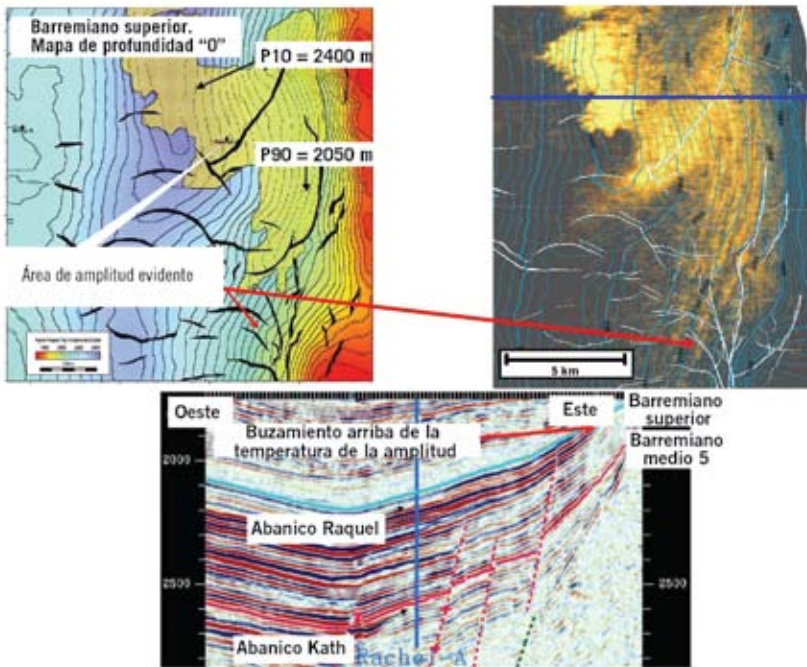 Barremiano superior.
Mapa de profundidad "0"
P10 = 2400 m
P90 = 2050 m
Área de amplitud evidente
5 km
Oeste
Este
Barremiano
superior
Barremiano
medio 5
Buzamiento arriba de la
temperatura de la amplitud
2000
Abanico Raquel
2500
2500
Abanico Kath
Rachel-A